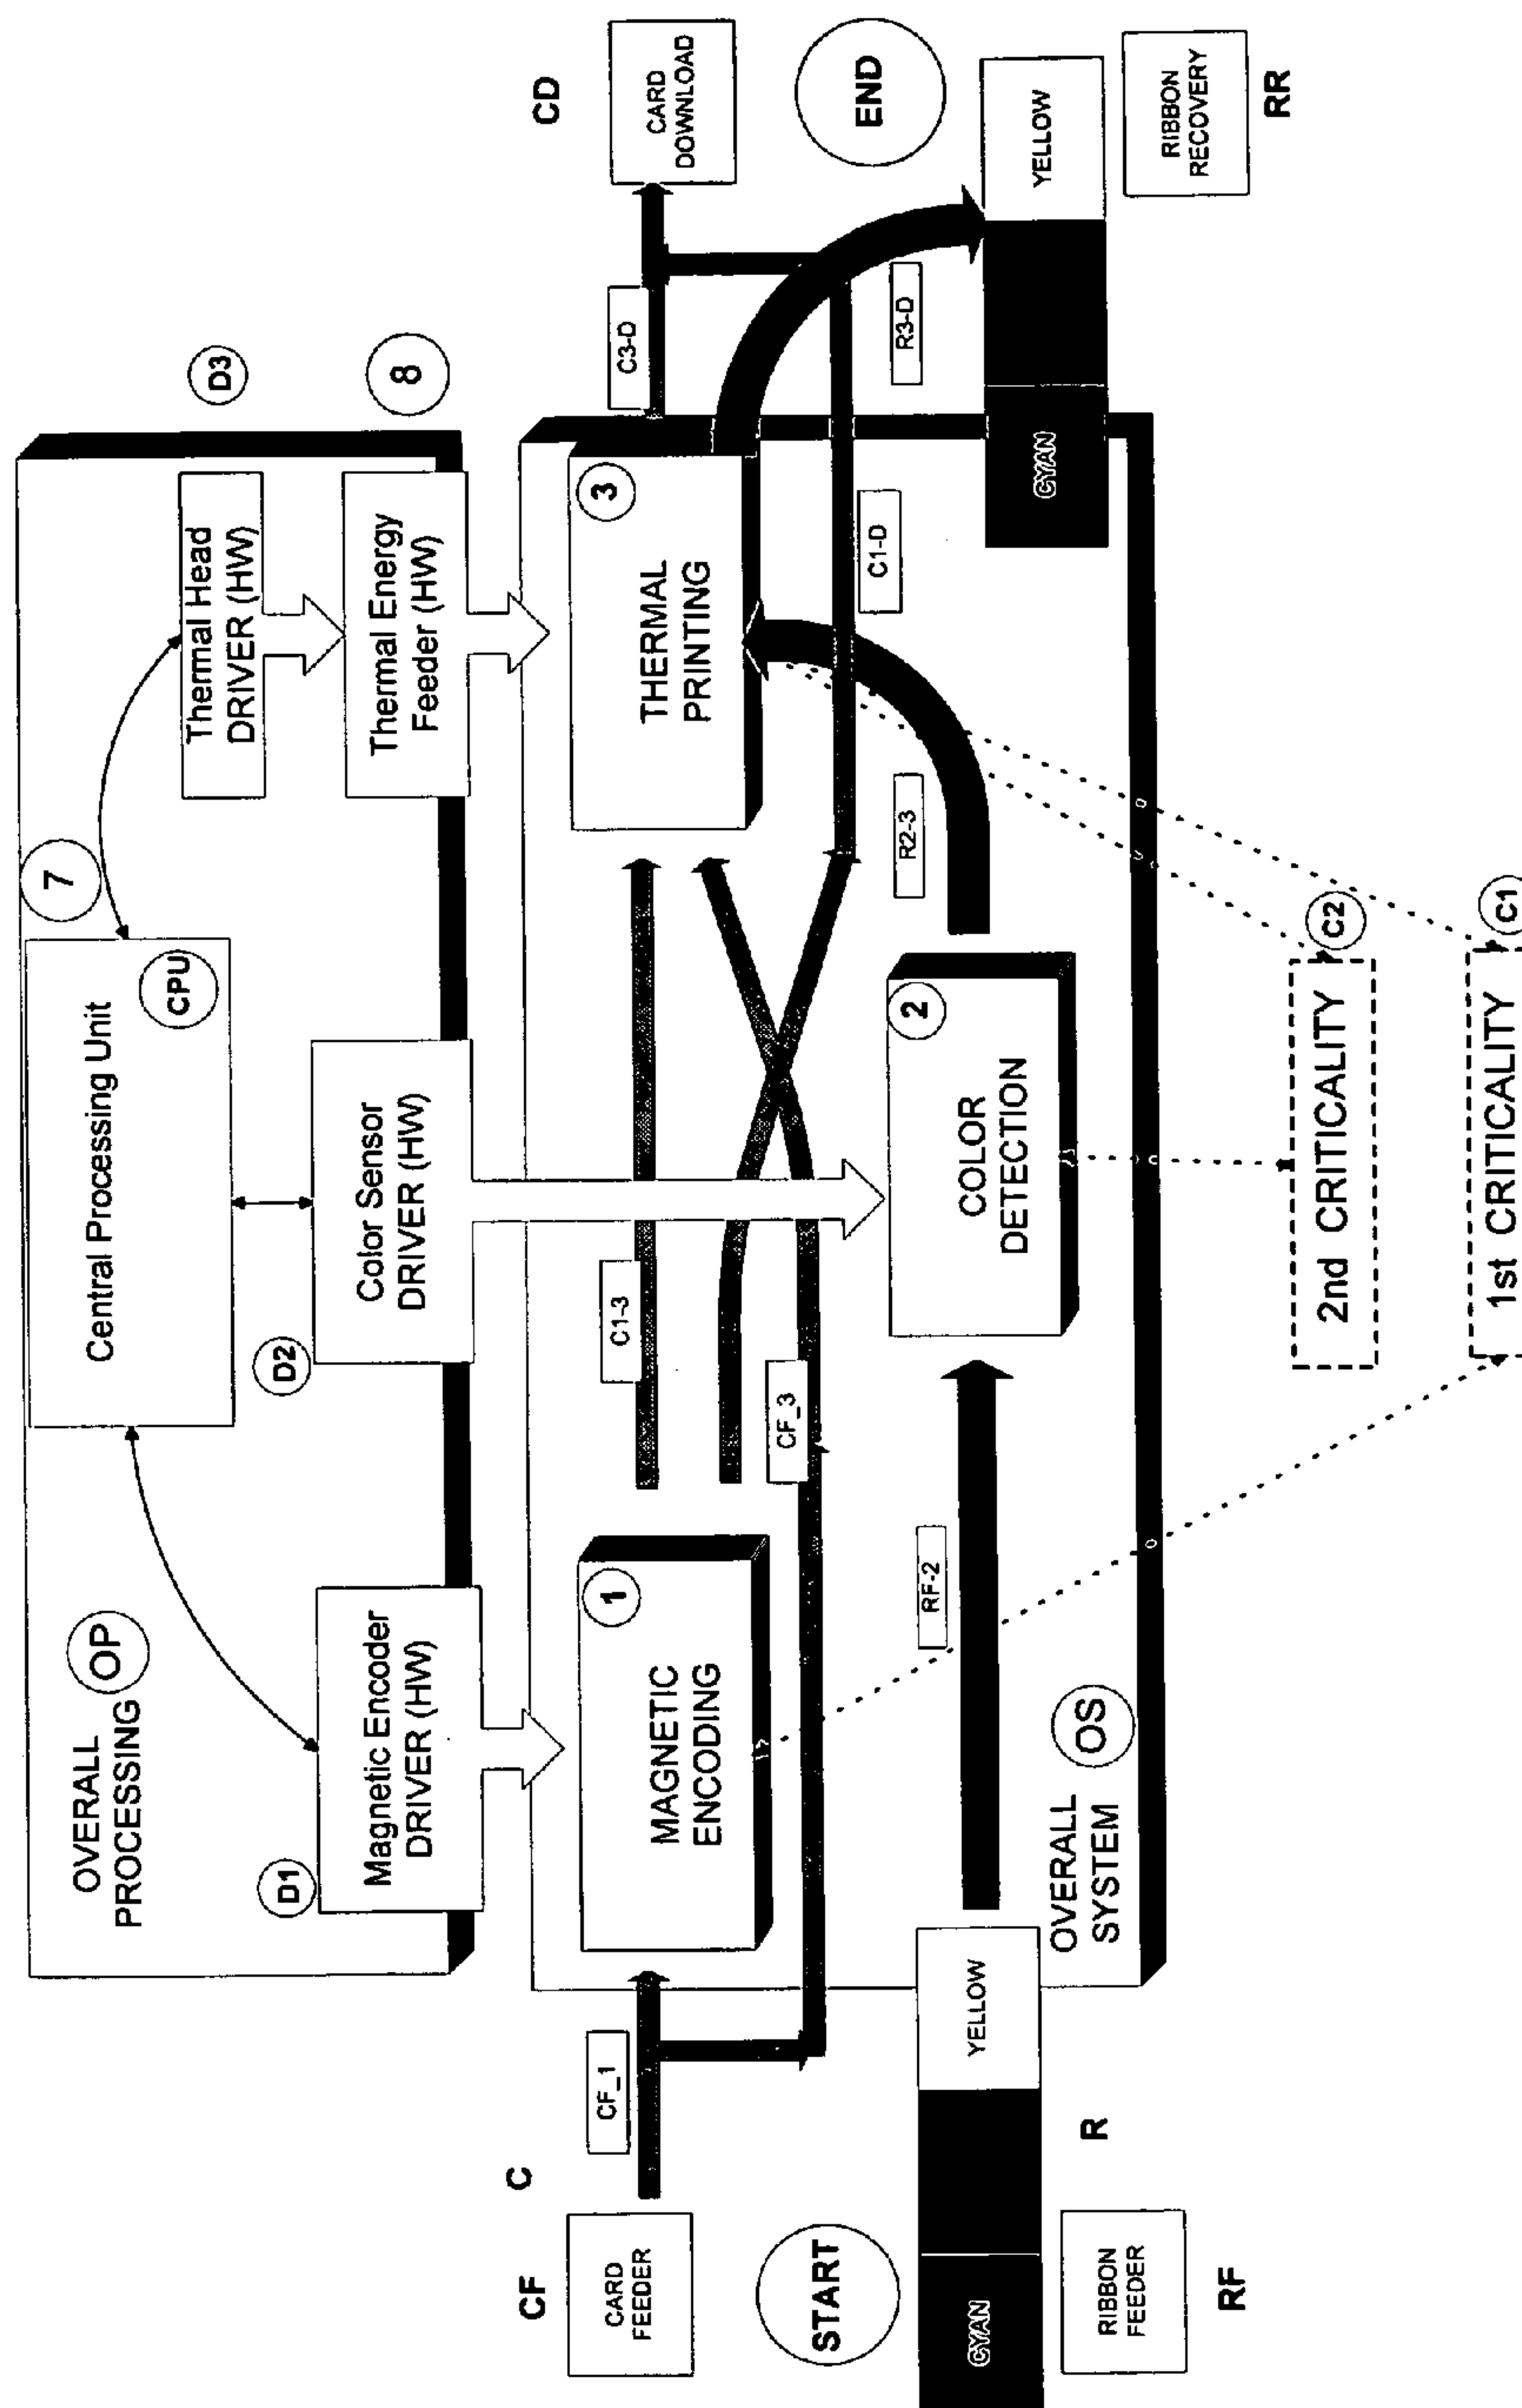 OVERALL
PROCESSING
OP
Central Processing Unit
CPU
7
D1
Magnetic Encoder
DRIVER (HW)
D2
Color Sensor
DRIVER (HW)
Thermal Head
DRIVER (HW)
D3
Thermal Energy
Feeder (HW)
8
CF
C
CARD
FEEDER
CF_1
1
MAGNETIC
ENCODING
C1-3
CF_3
3
THERMAL
PRINTING
C3-D
CD
CARD
DOWNLOAD
START
END
C1-D
R3-D
R2-3
2
COLOR
DETECTION
RF-2
CYAN
YELLOW
R
RIBBON
FEEDER
RF
OVERALL
SYSTEM
OS
CYAN
YELLOW
RIBBON
RECOVERY
RR
2nd CRITICALITY
C2
1st CRITICALITY
C1